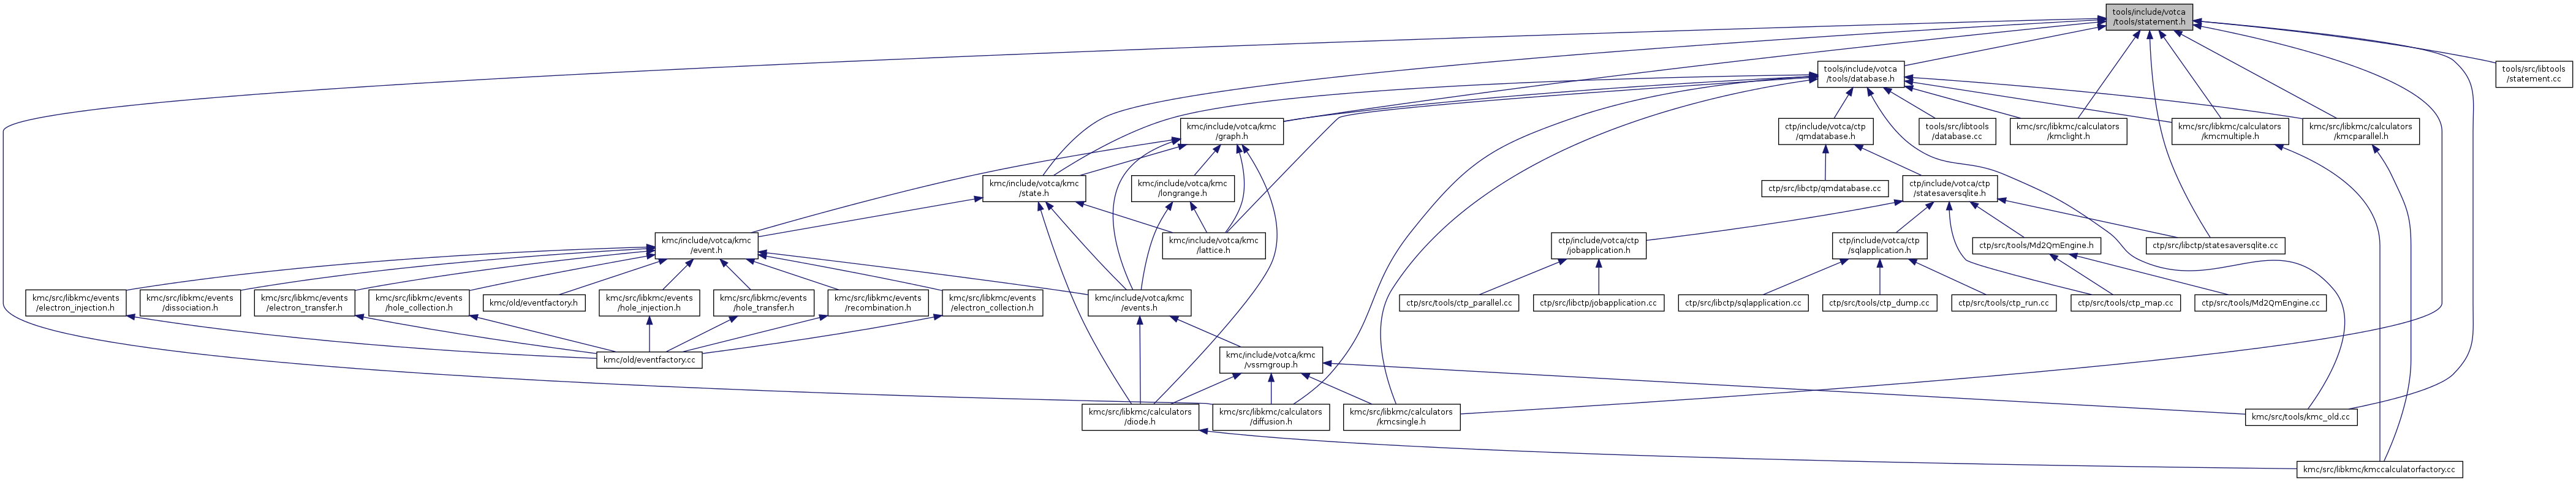 tools/include/votca
/tools/statement.h
tools/include/votca
/tools/database.h
tools/src/libtools
/statement.cc
kmc/include/votca/kmc
/graph.h
ctp/include/votca/ctp
/qmdatabase.h
tools/src/libtools
/database.cc
kmc/src/libkmc/calculators
/kmclight.h
kmc/src/libkmc/calculators
/kmcmultiple.h
kmc/src/libkmc/calculators
/kmcparallel.h
kmc/include/votca/kmc
/state.h
kmc/include/votca/kmc
/longrange.h
ctp/src/libctp/qmdatabase.cc
ctp/include/votca/ctp
/statesaversqlite.h
kmc/include/votca/kmc
/event.h
kmc/include/votca/kmc
/lattice.h
ctp/include/votca/ctp
/jobapplication.h
ctp/include/votca/ctp
/sqlapplication.h
ctp/src/tools/Md2QmEngine.h
ctp/src/libctp/statesaversqlite.cc
kmc/src/libkmc/events
/electron_injection.h
kmc/src/libkmc/events
/dissociation.h
kmc/src/libkmc/events
/electron_transfer.h
kmc/src/libkmc/events
/hole_collection.h
kmc/old/eventfactory.h
kmc/src/libkmc/events
/hole_injection.h
kmc/src/libkmc/events
/hole_transfer.h
kmc/src/libkmc/events
/recombination.h
kmc/src/libkmc/events
/electron_collection.h
kmc/include/votca/kmc
/events.h
ctp/src/tools/ctp_parallel.cc
ctp/src/libctp/jobapplication.cc
ctp/src/libctp/sqlapplication.cc
ctp/src/tools/ctp_dump.cc
ctp/src/tools/ctp_run.cc
ctp/src/tools/ctp_map.cc
ctp/src/tools/Md2QmEngine.cc
kmc/old/eventfactory.cc
kmc/include/votca/kmc
/vssmgroup.h
kmc/src/libkmc/calculators
/diode.h
kmc/src/libkmc/calculators
/diffusion.h
kmc/src/libkmc/calculators
/kmcsingle.h
kmc/src/tools/kmc_old.cc
kmc/src/libkmc/kmccalculatorfactory.cc